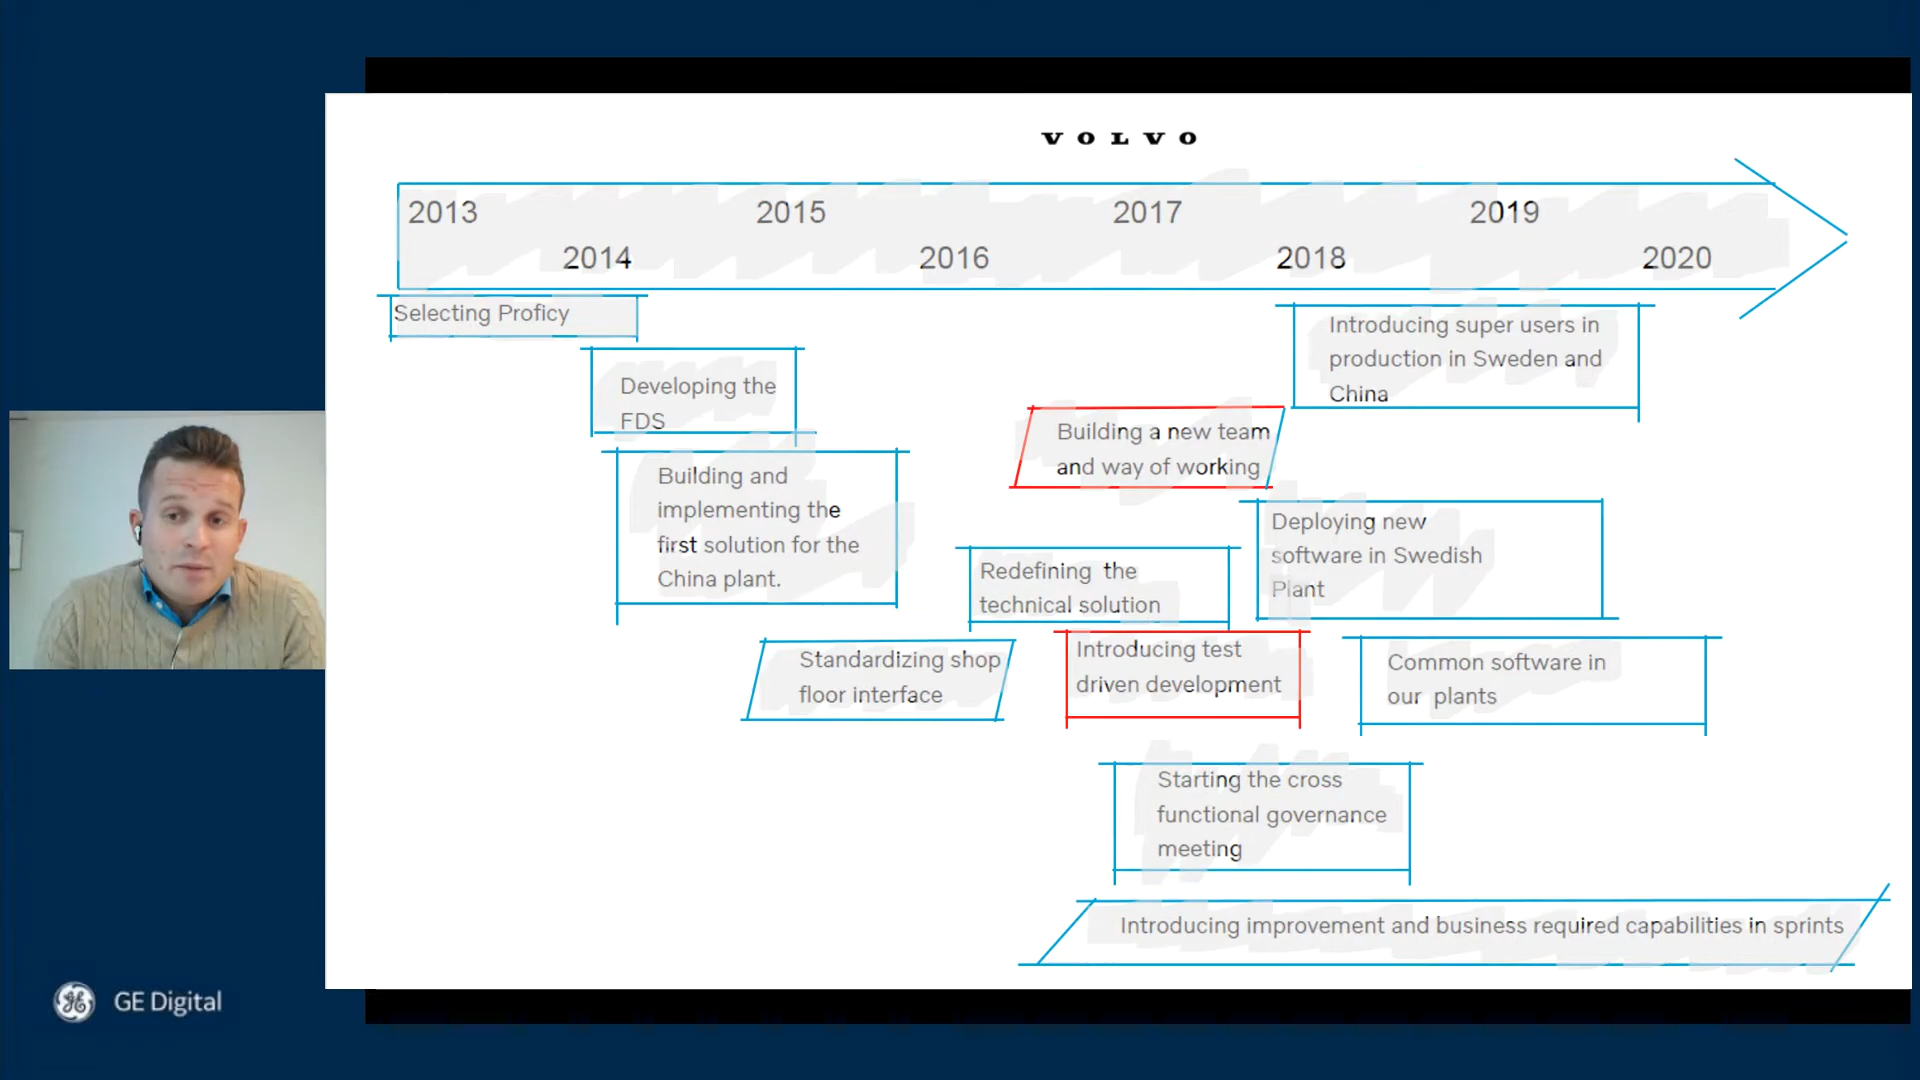 VOLVO
2013
2014
2015
2016
2017
2018
2019
2020
Selecting Proficy
Developing the
FDS
Building and
implementing the
first solution for the
China plant.
Standardizing shop
floor interface
Building a new team
and way of working
Redefining the
technical solution
Introducing test
driven development
Starting the cross
functional governance
meeting
Introducing super users in
production in Sweden and
China
Deploying new
software in Swedish
Plant
Common software in
our plants
Introducing improvement and business required capabilities in sprints
GE Digital